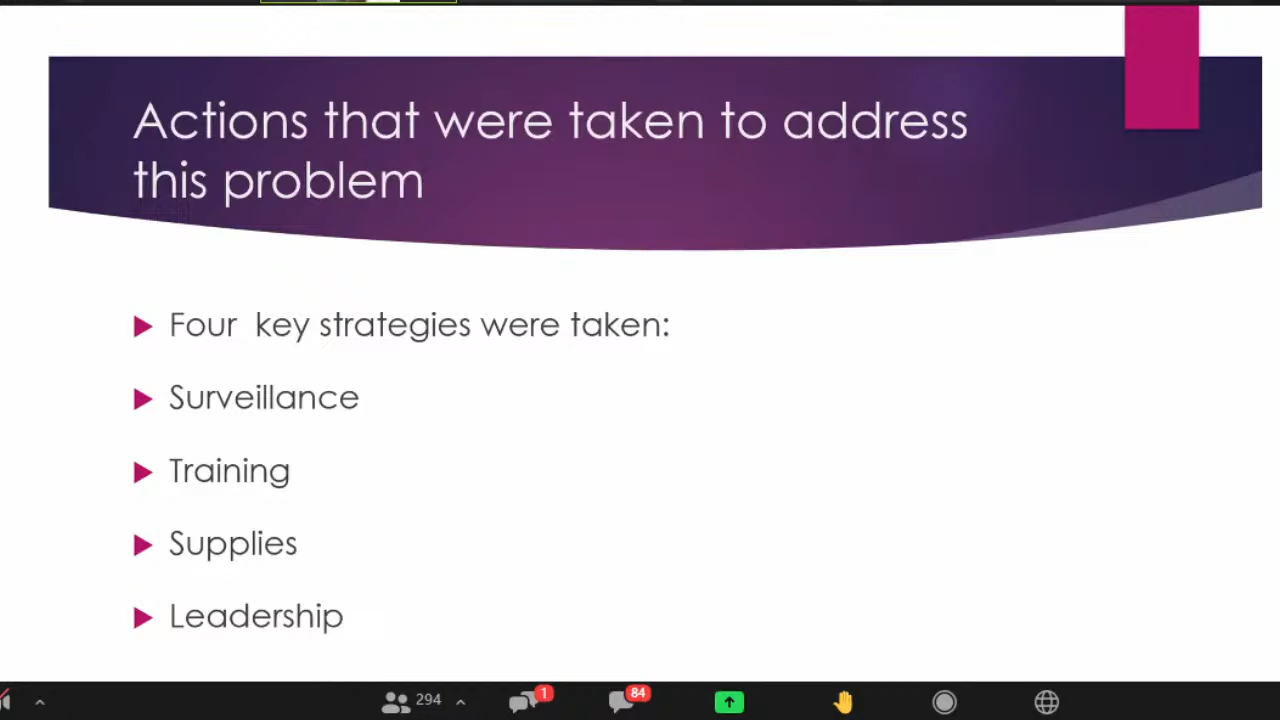 Actions that were taken to address
this problem
Four key strategies were taken:
Surveillance
Training
Supplies
Leadership
294
1
84